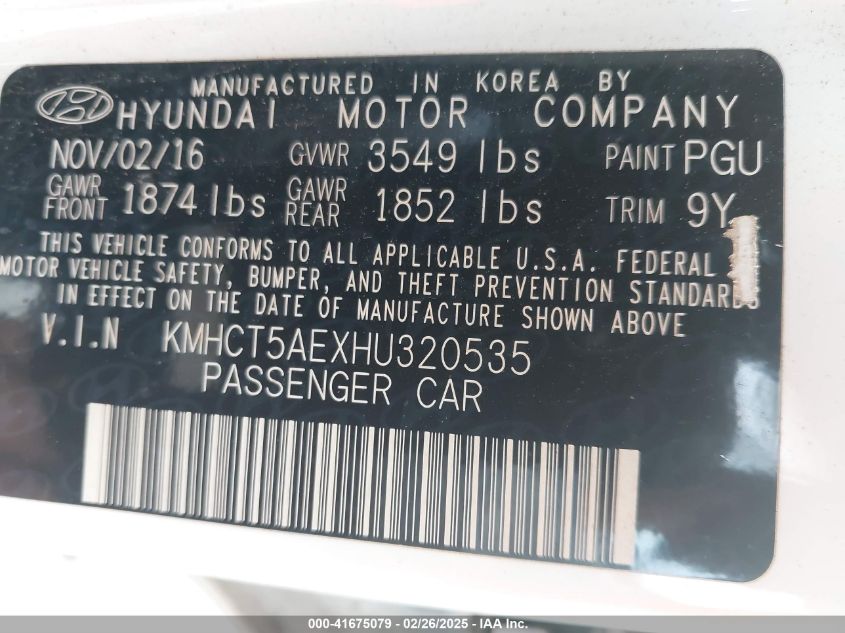 MANUFACTURED IN KOREA BY
HYUNDAI MOTOR COMPANY
NOV/02/16 GVWR 3549 lbs PAINT PGU
GAWR FRONT 1874 lbs GAWR REAR 1852 lbs TRIM 9Y
THIS VEHICLE CONFORMS TO ALL APPLICABLE U.S.A. FEDERAL
MOTOR VEHICLE SAFETY, BUMPER, AND THEFT PREVENTION STANDARDS
IN EFFECT ON THE DATE OF MANUFACTURE SHOWN ABOVE
V.I.N KMHCT5AEXHU320535
PASSENGER CAR
000-41675079 - 02/26/2025 - IAA Inc.